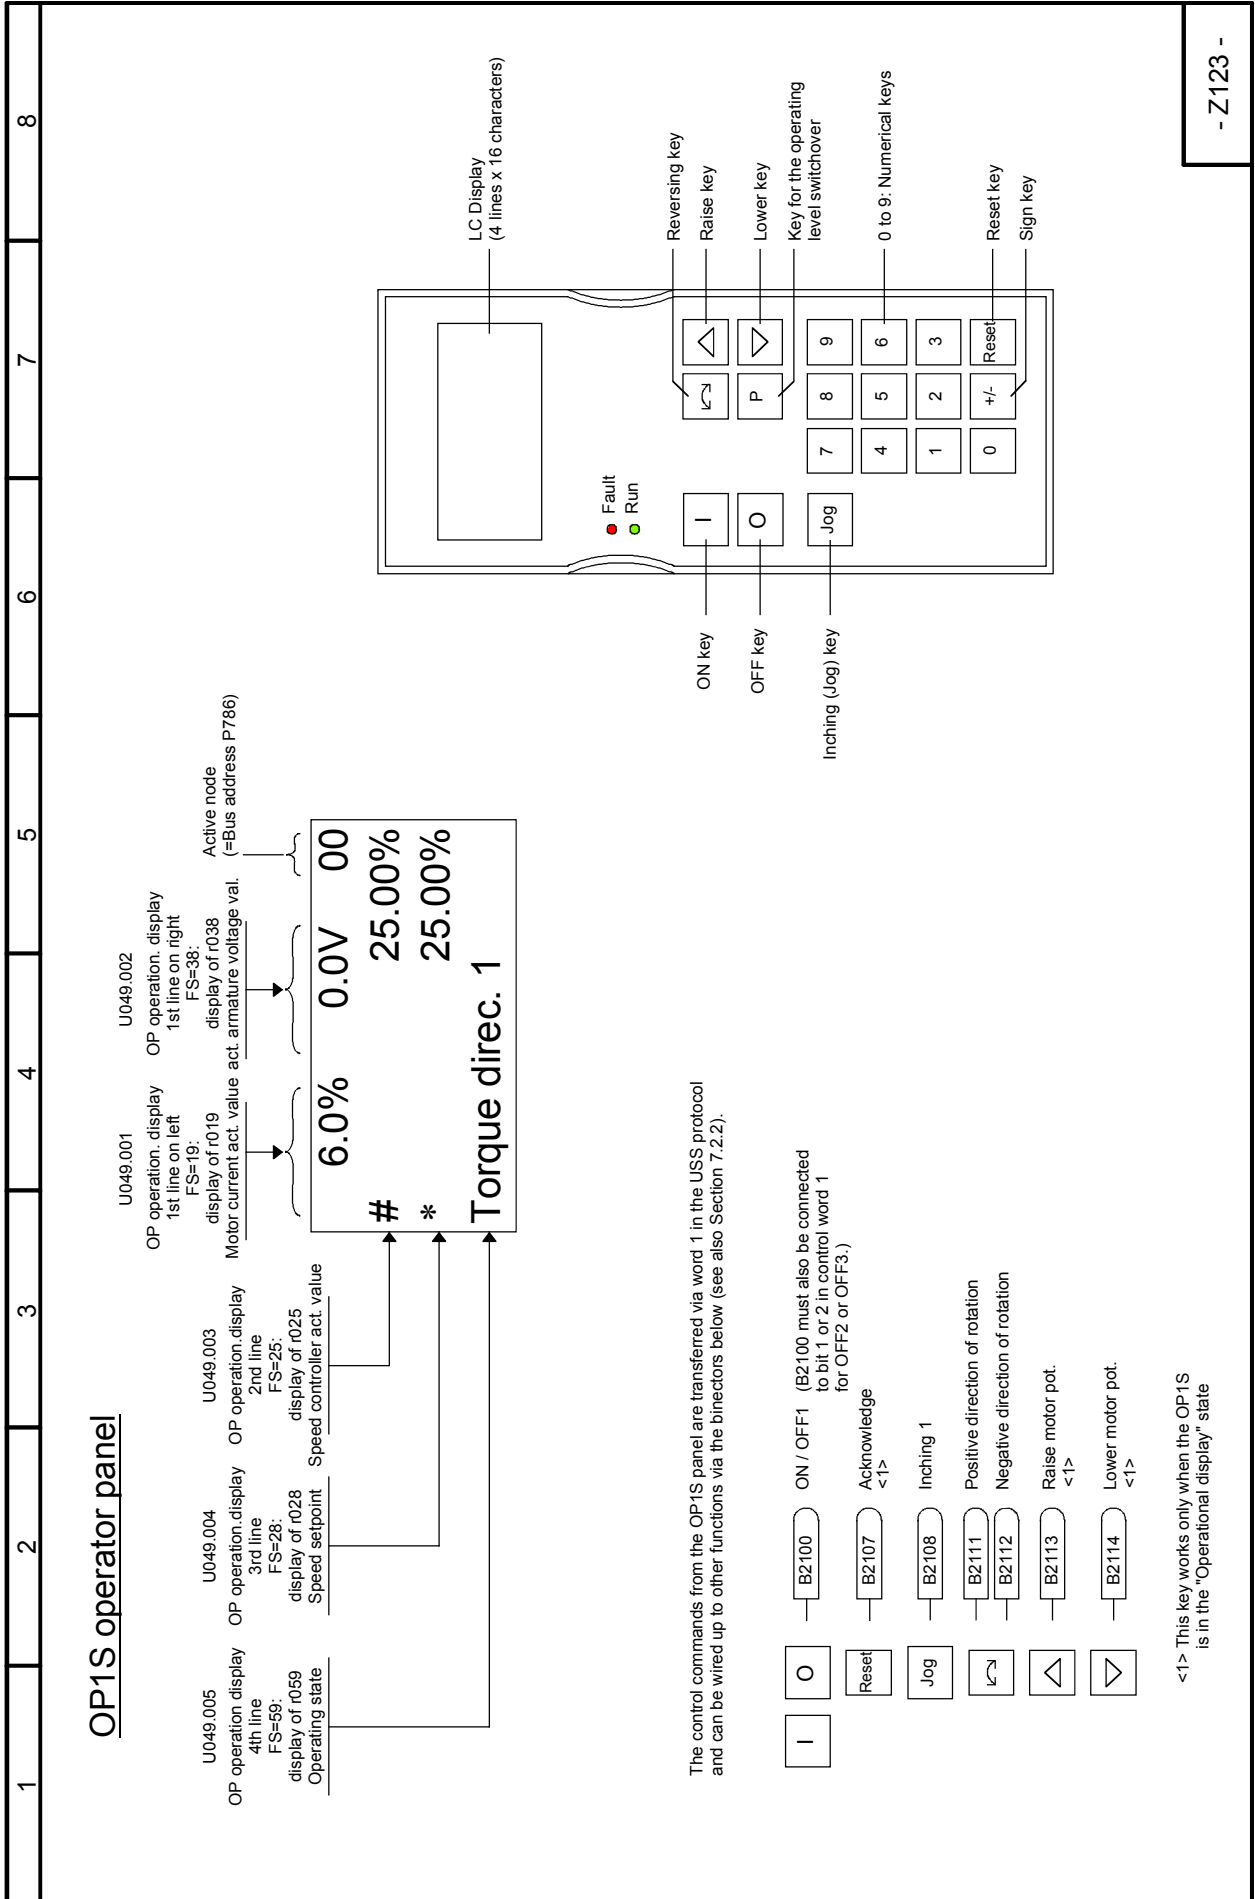 1 2 3 4 5 6 7 8
OP1S operator panel
U049.005
OP operation display
4th line
FS=59:
display of r059
Operating state
U049.004
OP operation.display
3rd line
FS=28:
display of r028
Speed setpoint
U049.003
OP operation.display
2nd line
FS=25:
display of r025
Speed controller act. value
U049.001
OP operation. display
1st line on left
FS=19:
display of r019
Motor current act. value
U049.002
OP operation. display
1st line on right
FS=38:
display of r038
act. armature voltage val.
Active node
(=Bus address P786)
6.0% 0.0V 00
# 25.00%
* 25.00%
Torque direc. 1
LC Display
(4 lines x 16 characters)
Fault
Run
Reversing key
Raise key
Lower key
Key for the operating
level switchover
0 to 9: Numerical keys
Reset key
Sign key
ON key
OFF key
Inching (Jog) key
I
O P
Jog 7 8 9
4 5 6
1 2 3
0 +/- Reset
The control commands from the OP1S panel are transferred via word 1 in the USS protocol
and can be wired up to other functions via the binectors below (see also Section 7.2.2).
I O B2100 ON / OFF1 (B2100 must also be connected
to bit 1 or 2 in control word 1
for OFF2 or OFF3.)
Reset B2107 Acknowledge
<1>
Jog B2108 Inching 1
B2111 Positive direction of rotation
B2112 Negative direction of rotation
B2113 Raise motor pot.
<1>
B2114 Lower motor pot.
<1>
<1> This key works only when the OP1S
is in the "Operational display" state
- Z123 -